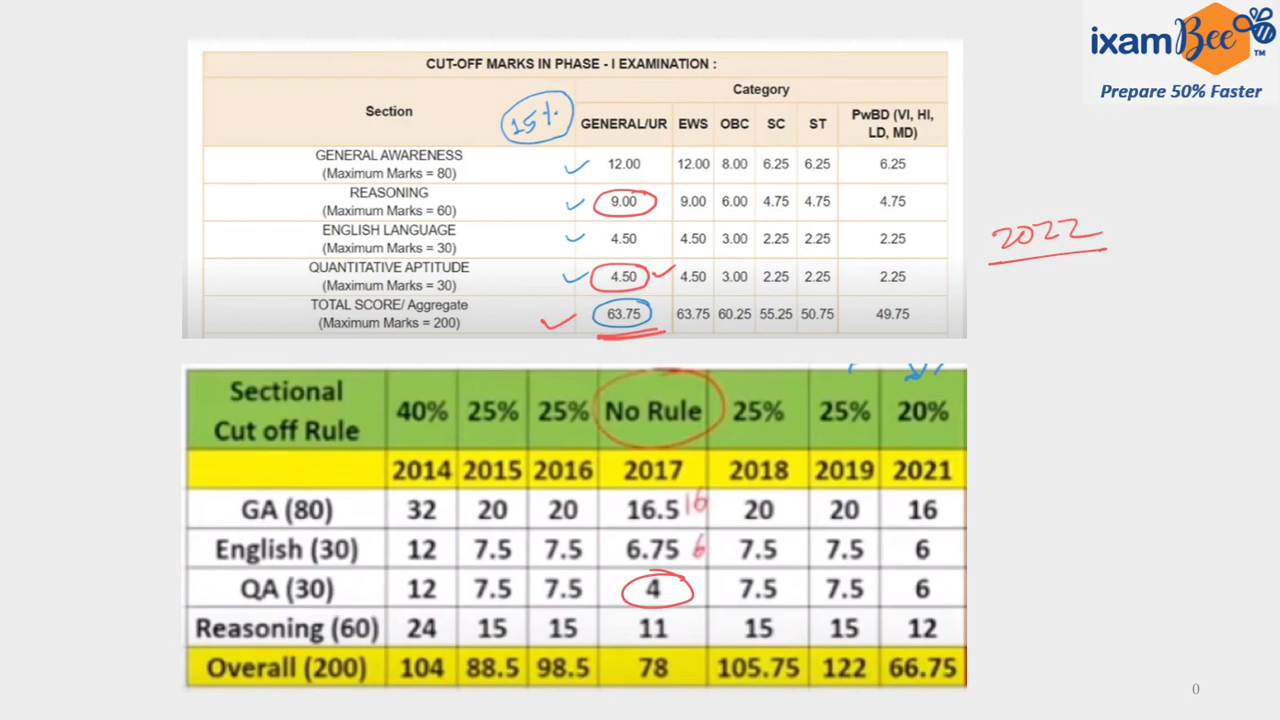 ixamBee™
Prepare 50% Faster
CUT-OFF MARKS IN PHASE - I EXAMINATION :
Section Category
15% GENERAL/UR EWS OBC SC ST PwBD (VI, HI, LD, MD)
GENERAL AWARENESS
(Maximum Marks = 80) 12.00 12.00 8.00 6.25 6.25 6.25
REASONING
(Maximum Marks = 60) 9.00 9.00 6.00 4.75 4.75 4.75
ENGLISH LANGUAGE
(Maximum Marks = 30) 4.50 4.50 3.00 2.25 2.25 2.25
QUANTITATIVE APTITUDE
(Maximum Marks = 30) 4.50 4.50 3.00 2.25 2.25 2.25
TOTAL SCORE/ Aggregate
(Maximum Marks = 200) 63.75 63.75 60.25 55.25 50.75 49.75
2022
Sectional
Cut off Rule 40% 25% 25% No Rule 25% 25% 20%
2014 2015 2016 2017 2018 2019 2021
GA (80) 32 20 20 16.5 16 20 20 16
English (30) 12 7.5 7.5 6.75 6 7.5 7.5 6
QA (30) 12 7.5 7.5 4 7.5 7.5 6
Reasoning (60) 24 15 15 11 15 15 12
Overall (200) 104 88.5 98.5 78 105.75 122 66.75
0